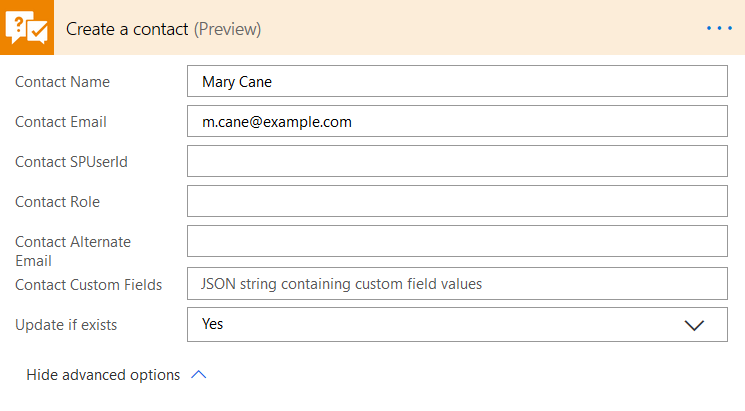 Create a contact (Preview)
Contact Name
Mary Cane
Contact Email
m.cane@example.com
Contact SPUserId
Contact Role
Contact Alternate
Email
Contact Custom Fields
JSON string containing custom field values
Update if exists
Yes
Hide advanced options